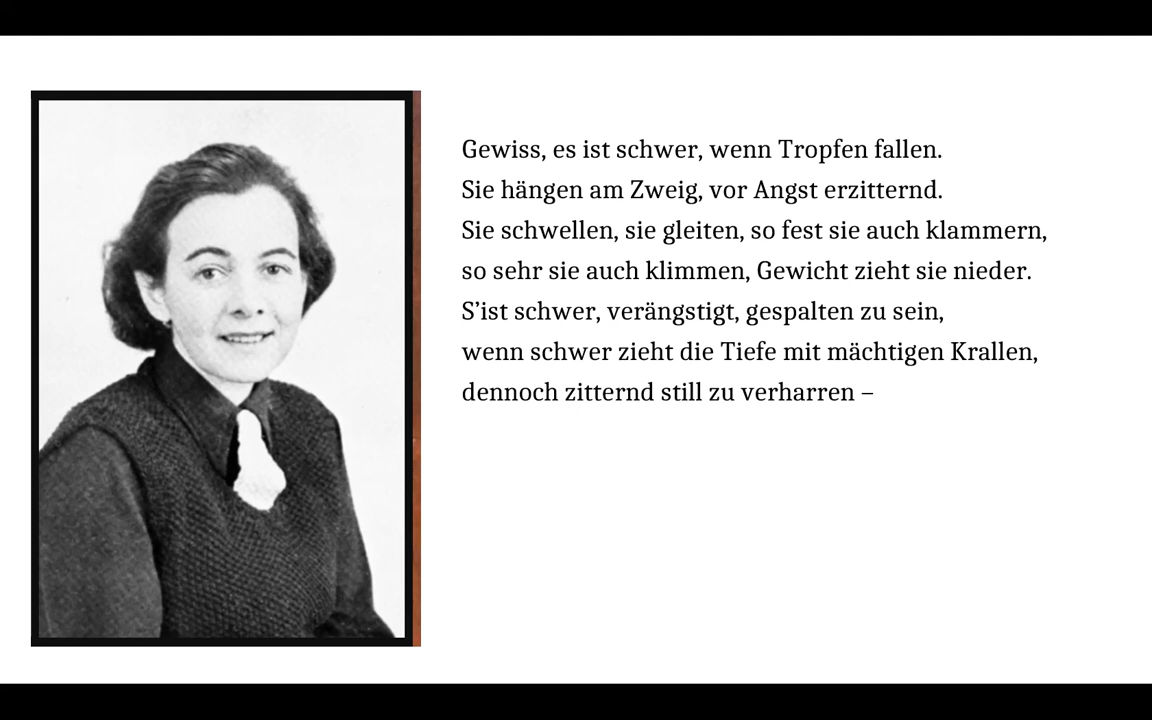 Gewiss, es ist schwer, wenn Tropfen fallen.
Sie hängen am Zweig, vor Angst erzitternd.
Sie schwellen, sie gleiten, so fest sie auch klammern,
so sehr sie auch klimmen, Gewicht zieht sie nieder.
S’ist schwer, verängstigt, gespalten zu sein,
wenn schwer zieht die Tiefe mit mächtigen Krallen,
dennoch zitternd still zu verharren –